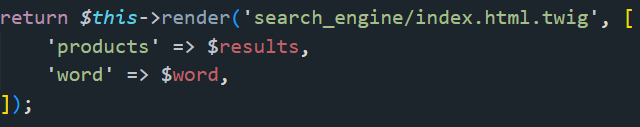 return $this->render('search_engine/index.html.twig', [
    'products' => $results,
    'word' => $word,
]);